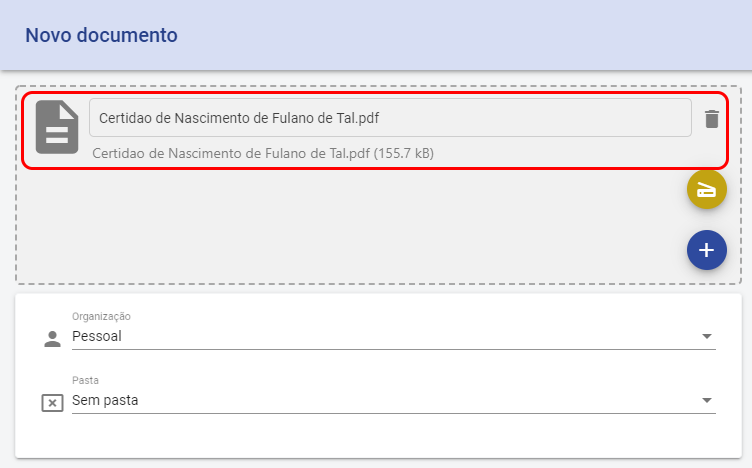 Novo documento
Certidao de Nascimento de Fulano de Tal.pdf
Certidao de Nascimento de Fulano de Tal.pdf (155.7 kB)
Organização
Pessoal
Pasta
Sem pasta